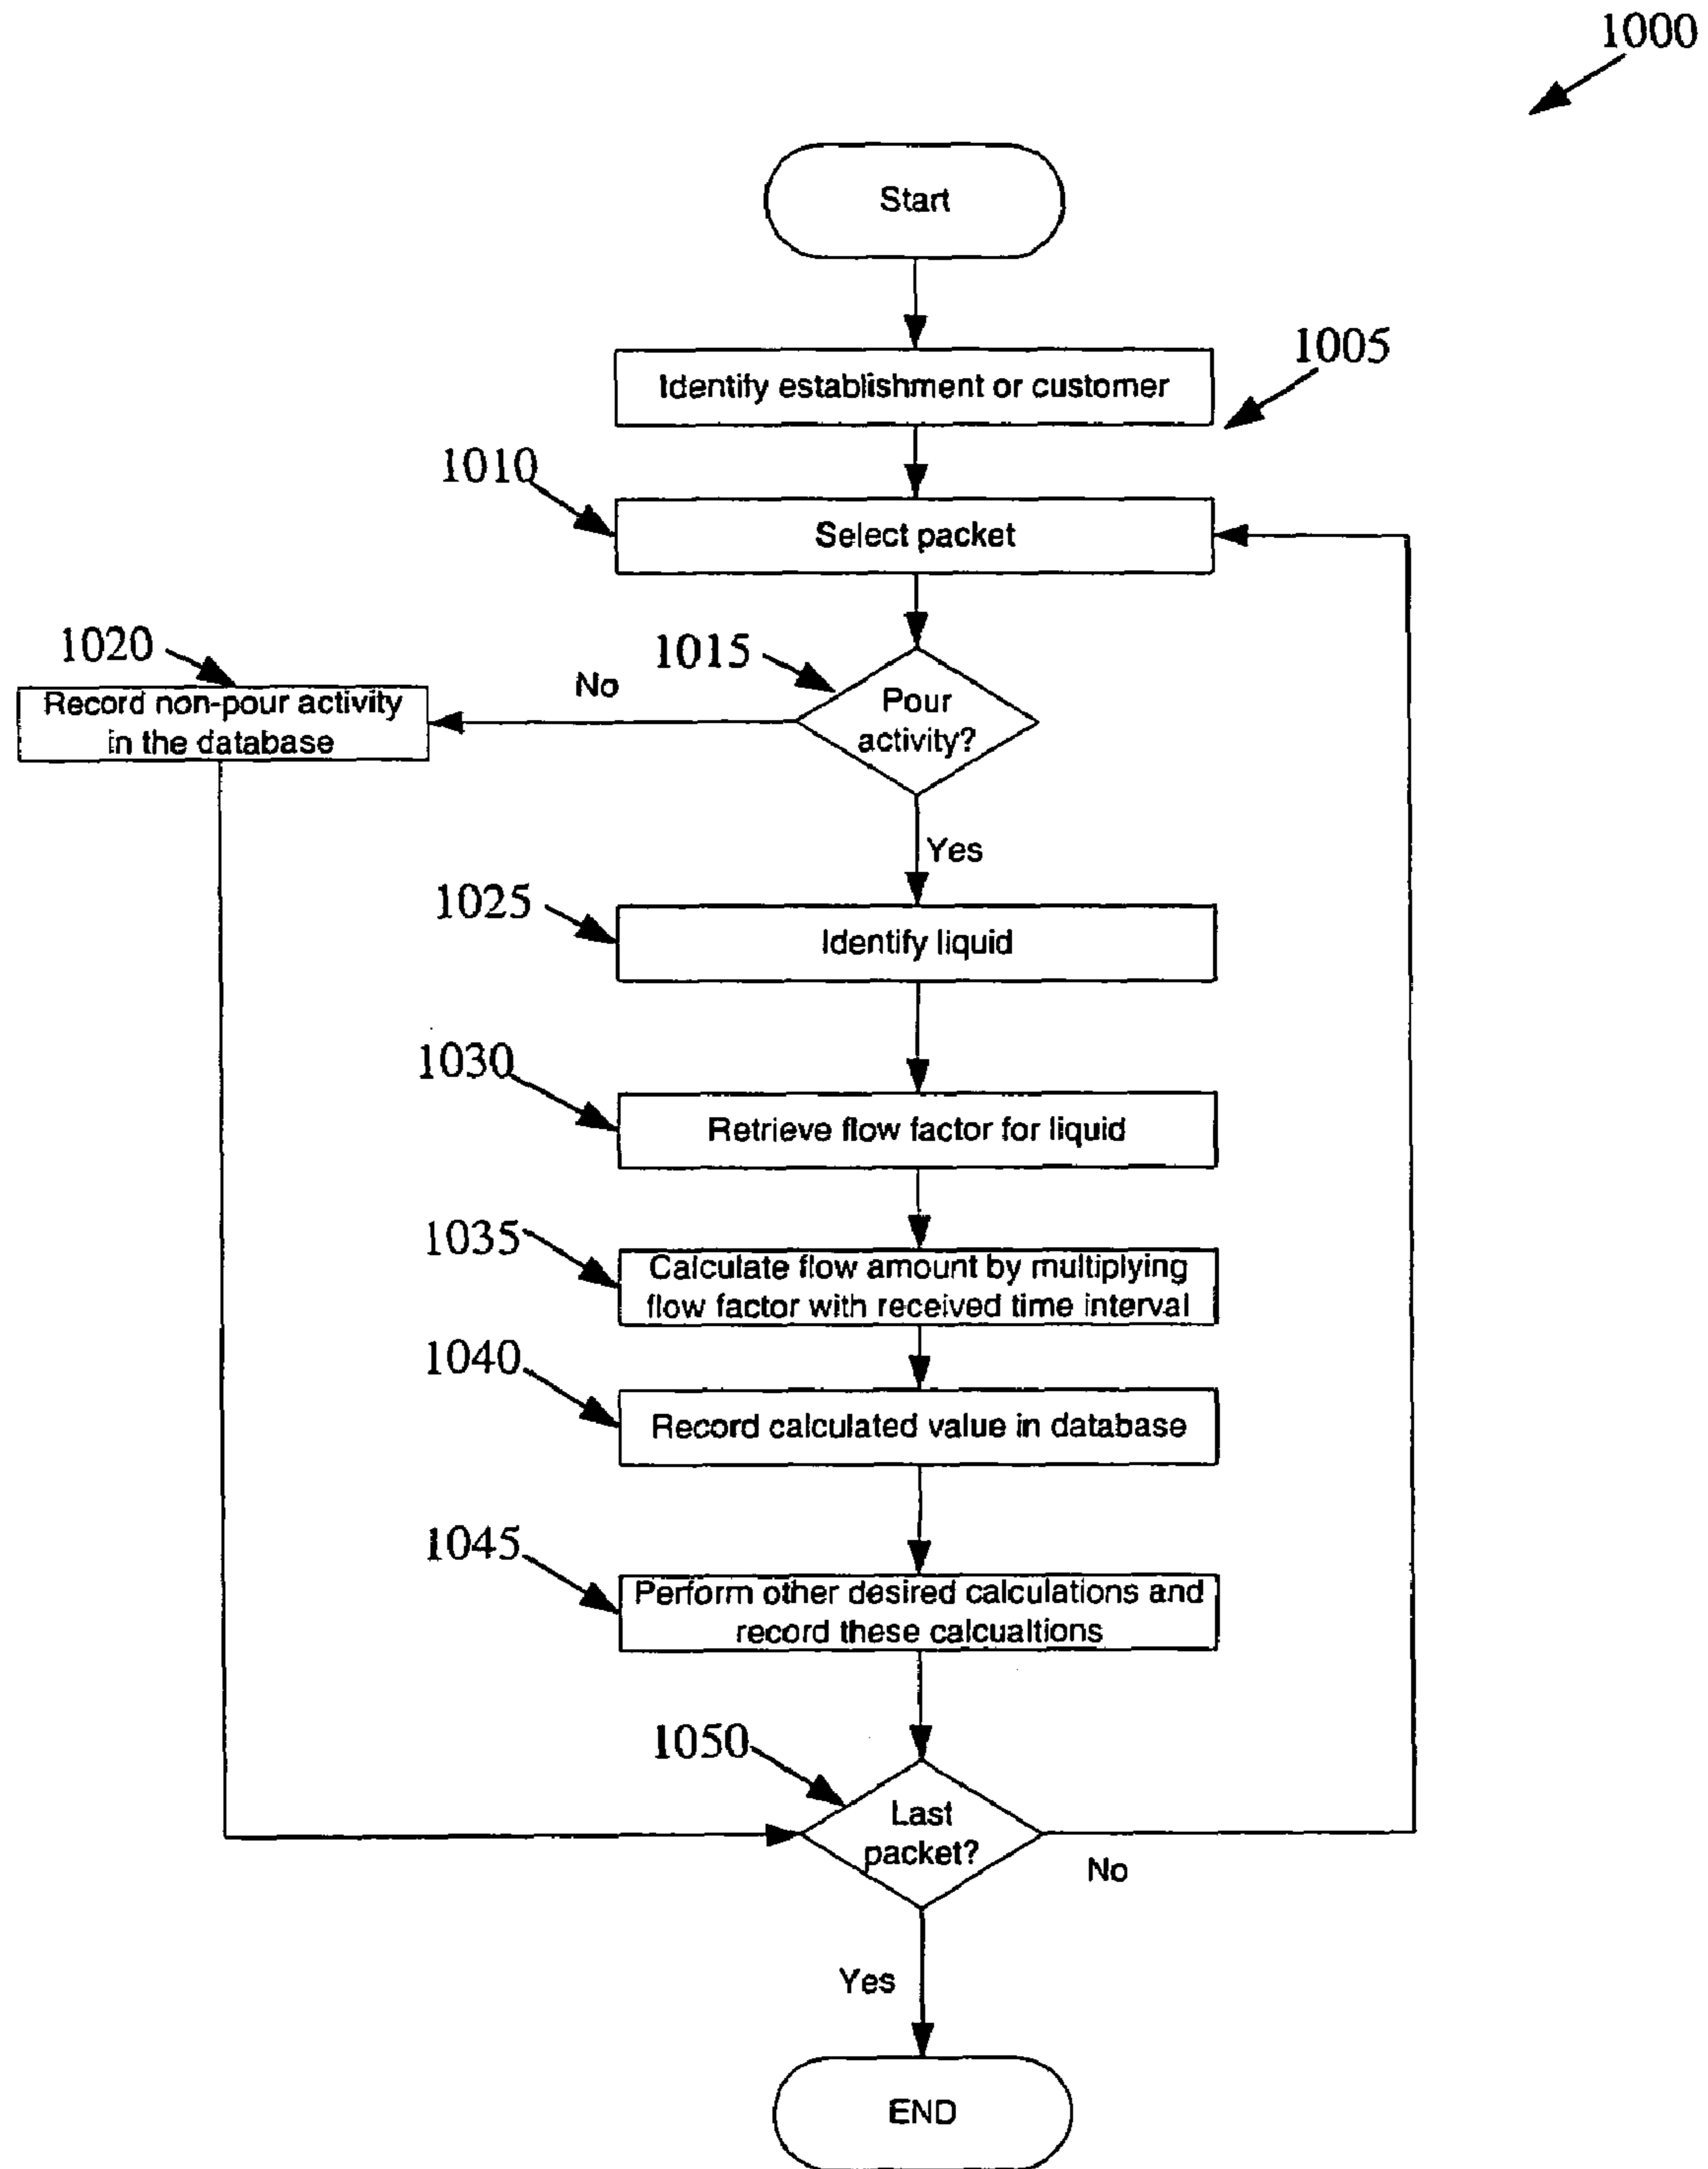 1000
Start
1005
Identify establishment or customer
1010
Select packet
1015
Pour
activity?
No
1020
Record non-pour activity
in the database
Yes
1025
Identify liquid
1030
Retrieve flow factor for liquid
1035
Calculate flow amount by multiplying
flow factor with received time interval
1040
Record calculated value in database
1045
Perform other desired calculations and
record these calcualtions
1050
Last
packet?
No
Yes
END